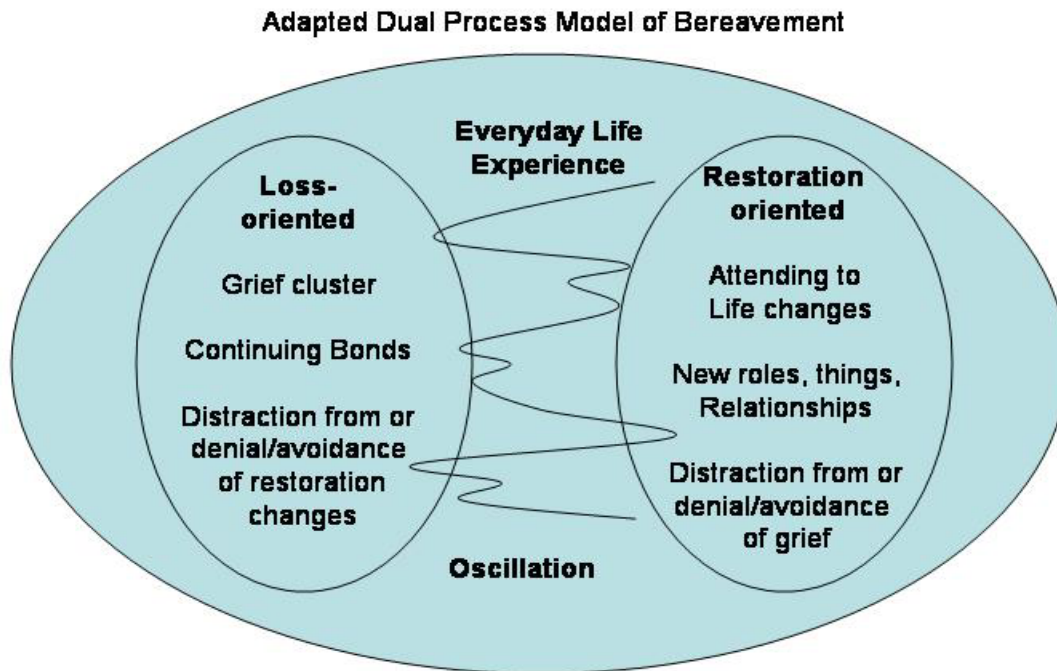 Adapted Dual Process Model of Bereavement
Everyday Life
Experience
Loss-
oriented
Grief cluster
Continuing Bonds
Distraction from or
denial/avoidance
of restoration
changes
Restoration
oriented
Attending to
Life changes
New roles, things,
Relationships
Distraction from or
denial/avoidance
of grief
Oscillation